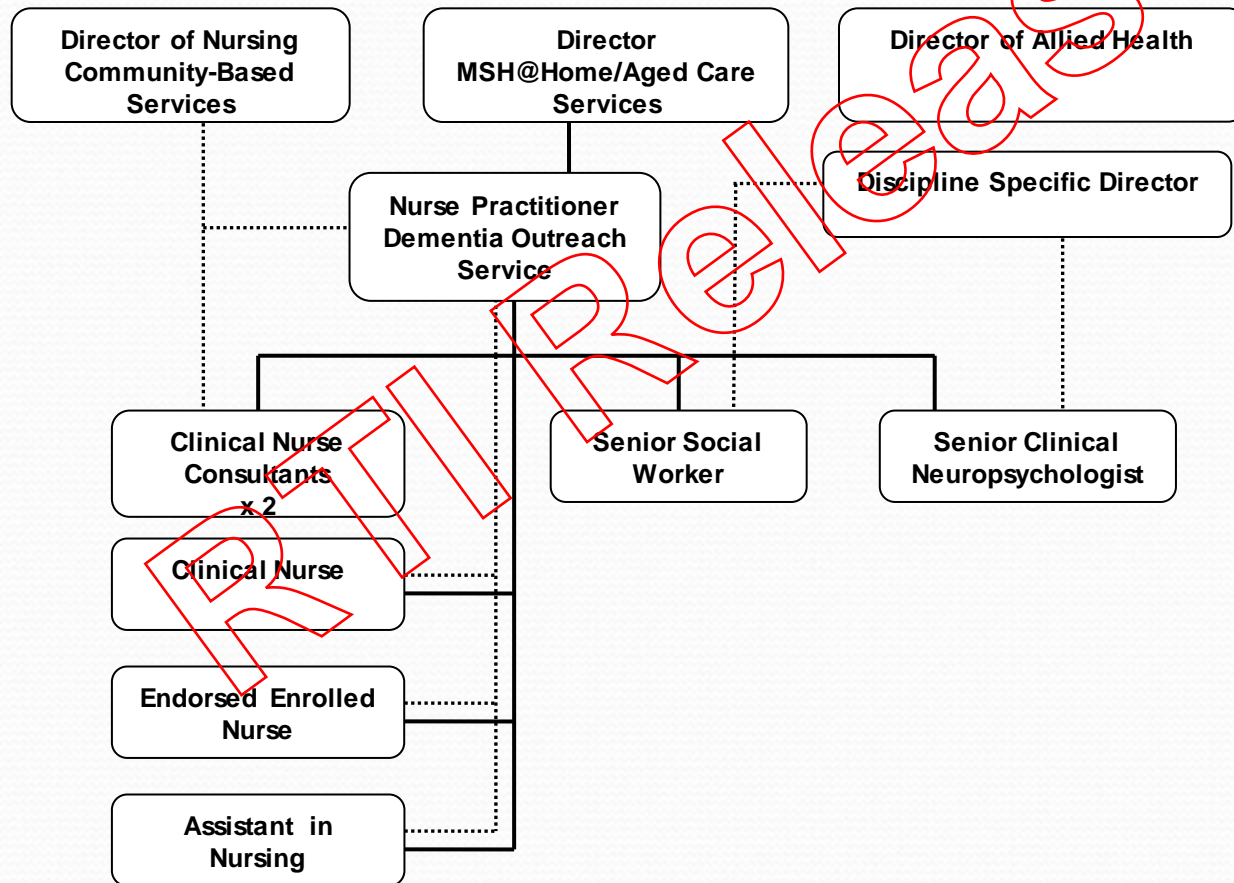 Director of Nursing
Community-Based
Services
Director
MSH@Home/Aged Care
Services
Director of Allied Health
Discipline Specific Director
Nurse Practitioner
Dementia Outreach
Service
Clinical Nurse
Consultants
x 2
Senior Social
Worker
Senior Clinical
Neuropsychologist
Clinical Nurse
Endorsed Enrolled
Nurse
Assistant in
Nursing
RTI Releas